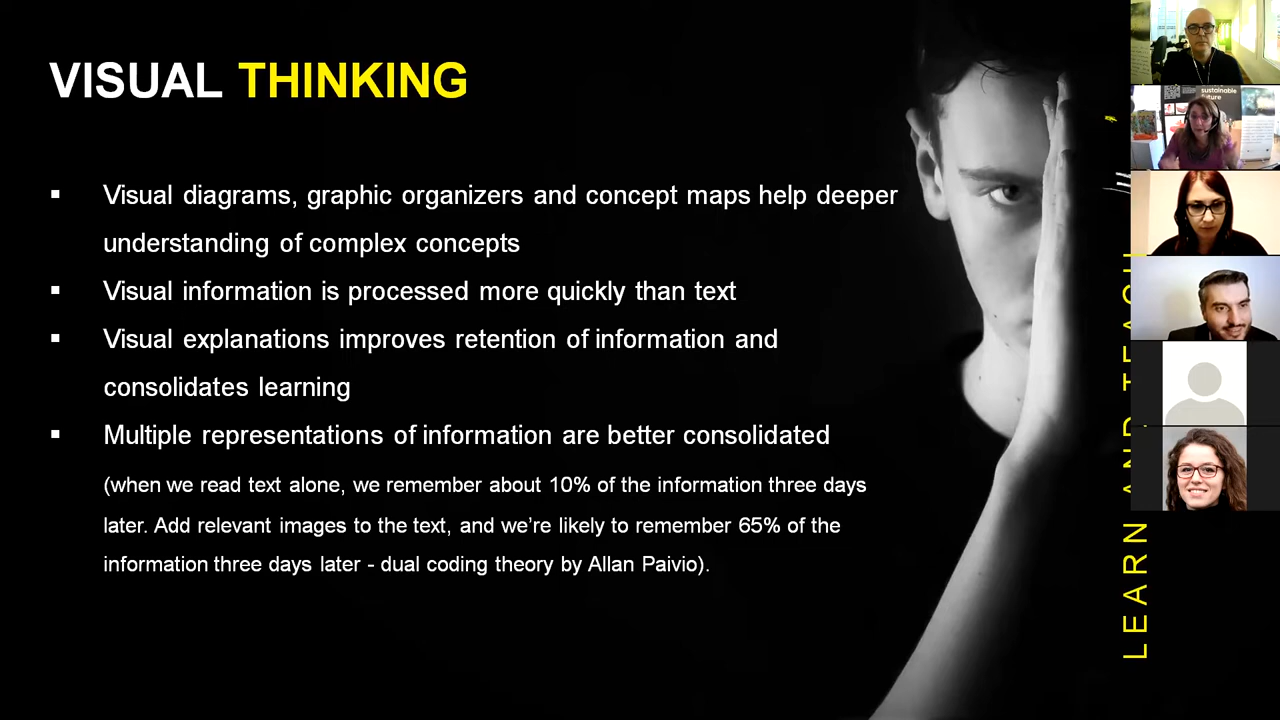 VISUAL THINKING
▪ Visual diagrams, graphic organizers and concept maps help deeper
understanding of complex concepts
▪ Visual information is processed more quickly than text
▪ Visual explanations improves retention of information and
consolidates learning
▪ Multiple representations of information are better consolidated
(when we read text alone, we remember about 10% of the information three days
later. Add relevant images to the text, and we're likely to remember 65% of the
information three days later - dual coding theory by Allan Paivio).
LEARN AND TEACH
sustainable
future